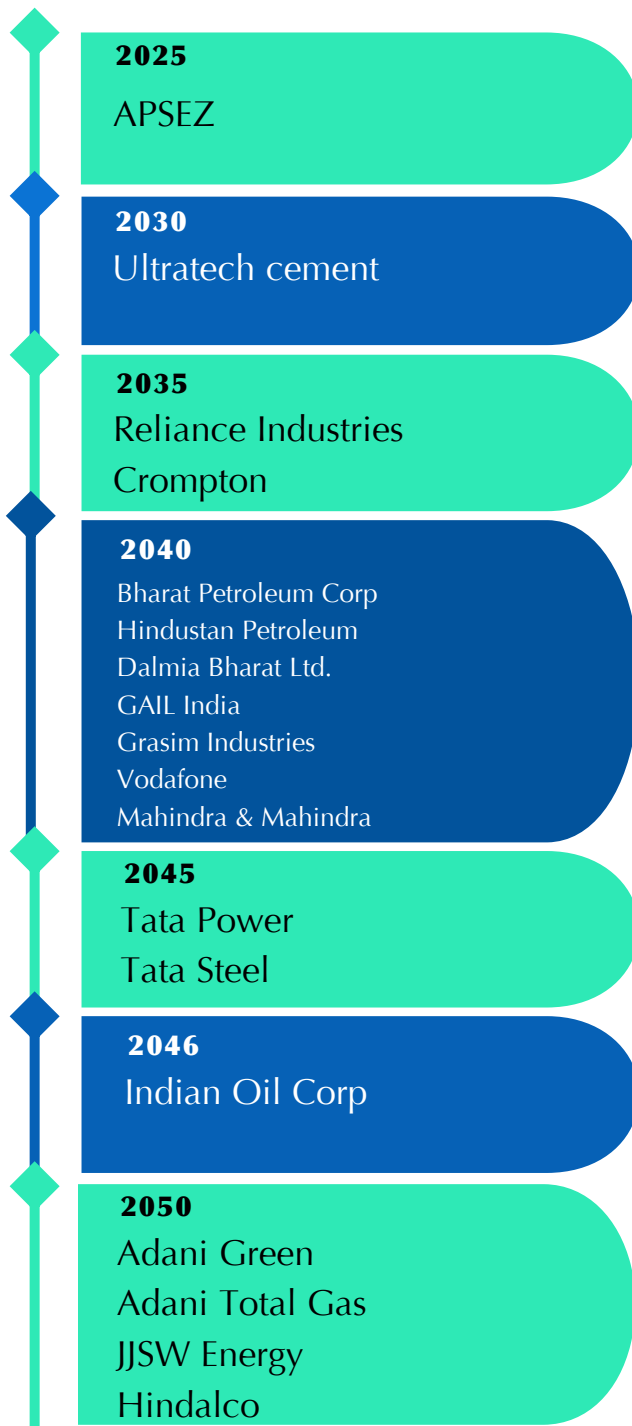 2025
APSEZ
2030
Ultratech cement
2035
Reliance Industries
Crompton
2040
Bharat Petroleum Corp
Hindustan Petroleum
Dalmia Bharat Ltd.
GAIL India
Grasim Industries
Vodafone
Mahindra & Mahindra
2045
Tata Power
Tata Steel
2046
Indian Oil Corp
2050
Adani Green
Adani Total Gas
JJSW Energy
Hindalco